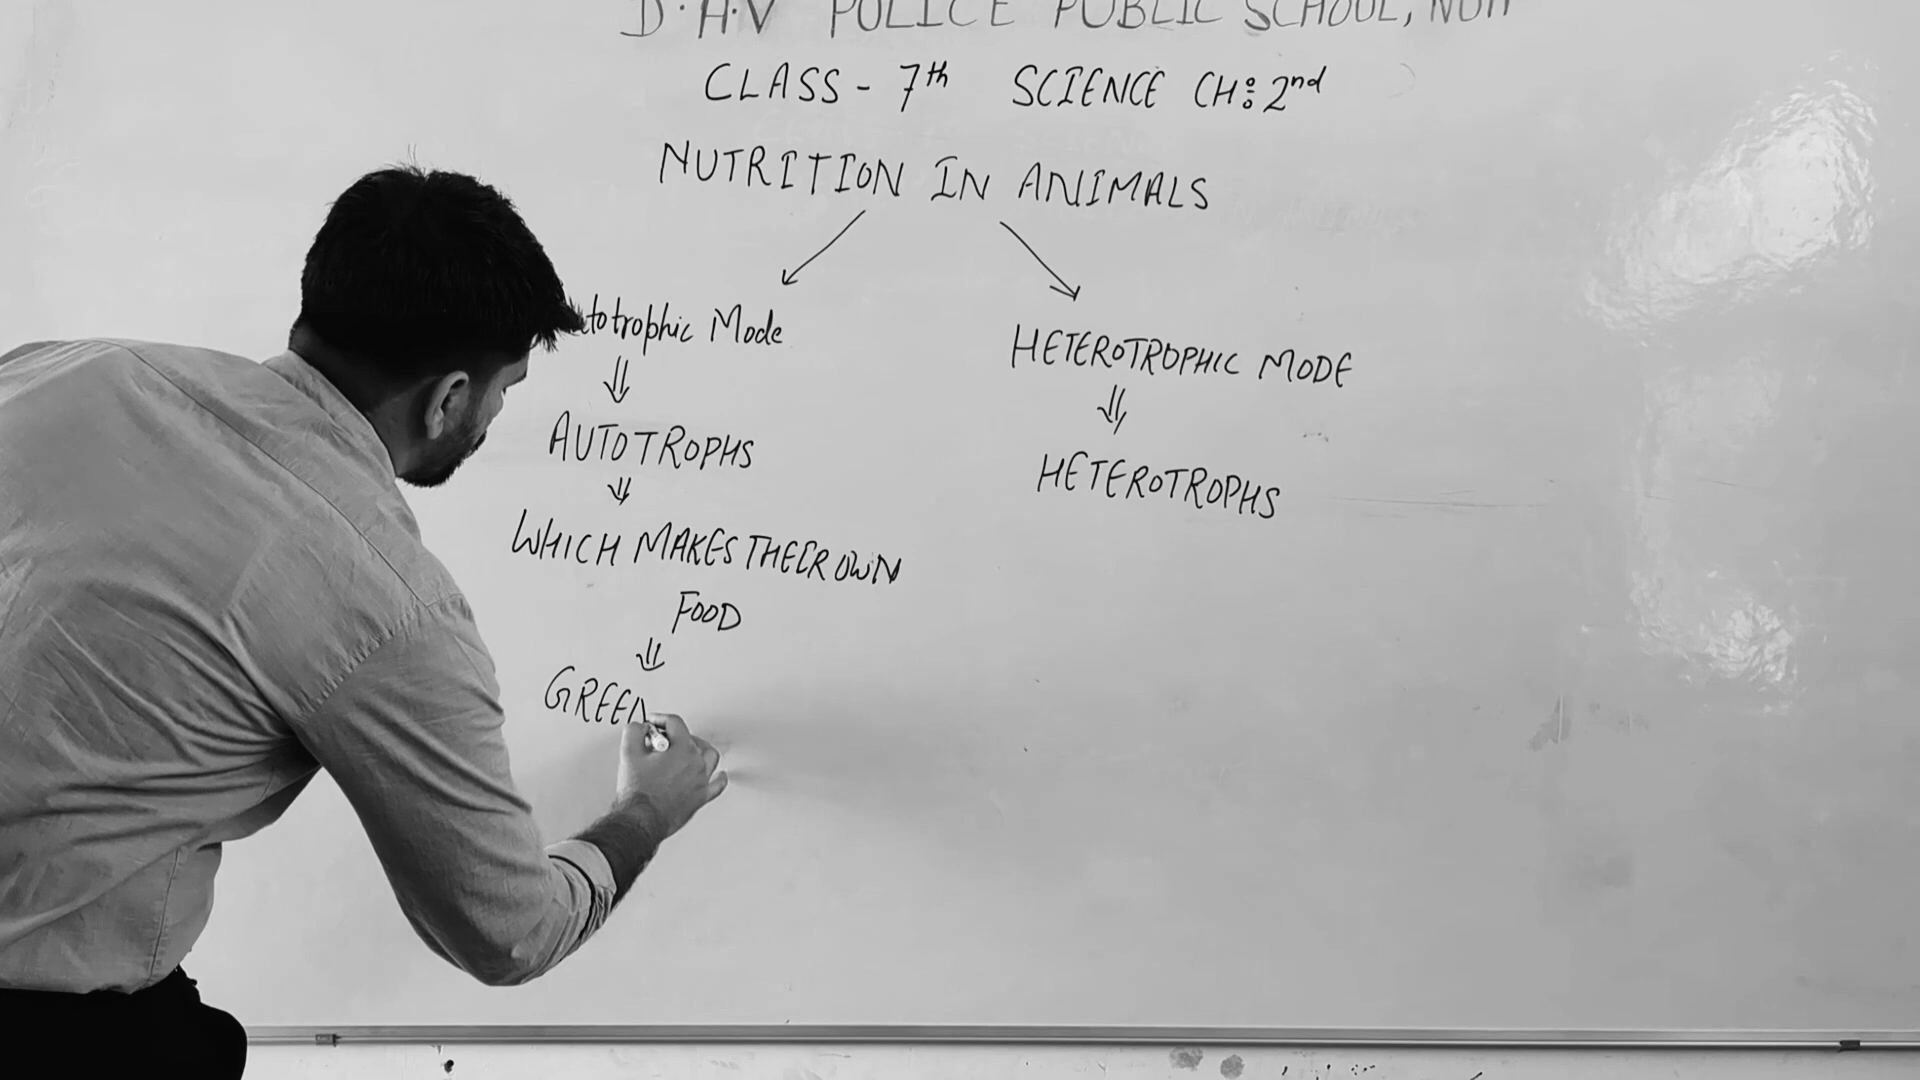 D.A.V POLICE PUBLIC SCHOOL, NUH
CLASS - 7th SCIENCE CH: 2nd
NUTRITION IN ANIMALS
utotrophic Mode
HETEROTROPHIC MODE
AUTOTROPHS
HETEROTROPHS
WHICH MAKES THEIR OWN
FOOD
GREEN